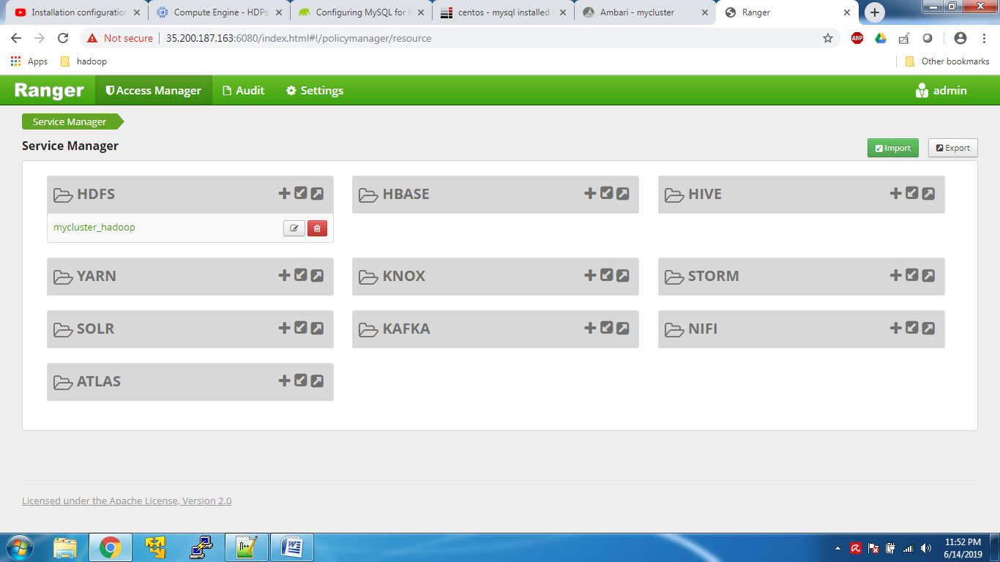 Installation configuration
Compute Engine - HDPs
Configuring MySQL for R
centos - mysql installed
Ambari - mycluster
Ranger
Not secure
35.200.187.163:6080/index.html#!/policymanager/resource
ABP
Apps
hadoop
Other bookmarks
Ranger
Access Manager
Audit
Settings
admin
Service Manager
Service Manager
Import
Export
HDFS
HBASE
HIVE
mycluster_hadoop
YARN
KNOX
STORM
SOLR
KAFKA
NIFI
ATLAS
Licensed under the Apache License, Version 2.0
11:52 PM
6/14/2019